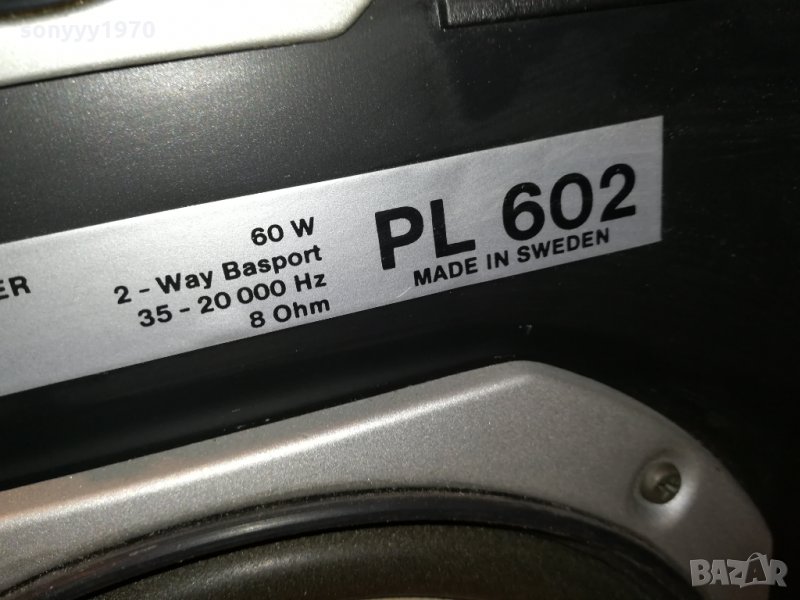 sonyyy1970
ER
60 W
2 - Way Basport
35 - 20 000 Hz
8 Ohm
PL 602
MADE IN SWEDEN
BAZAR